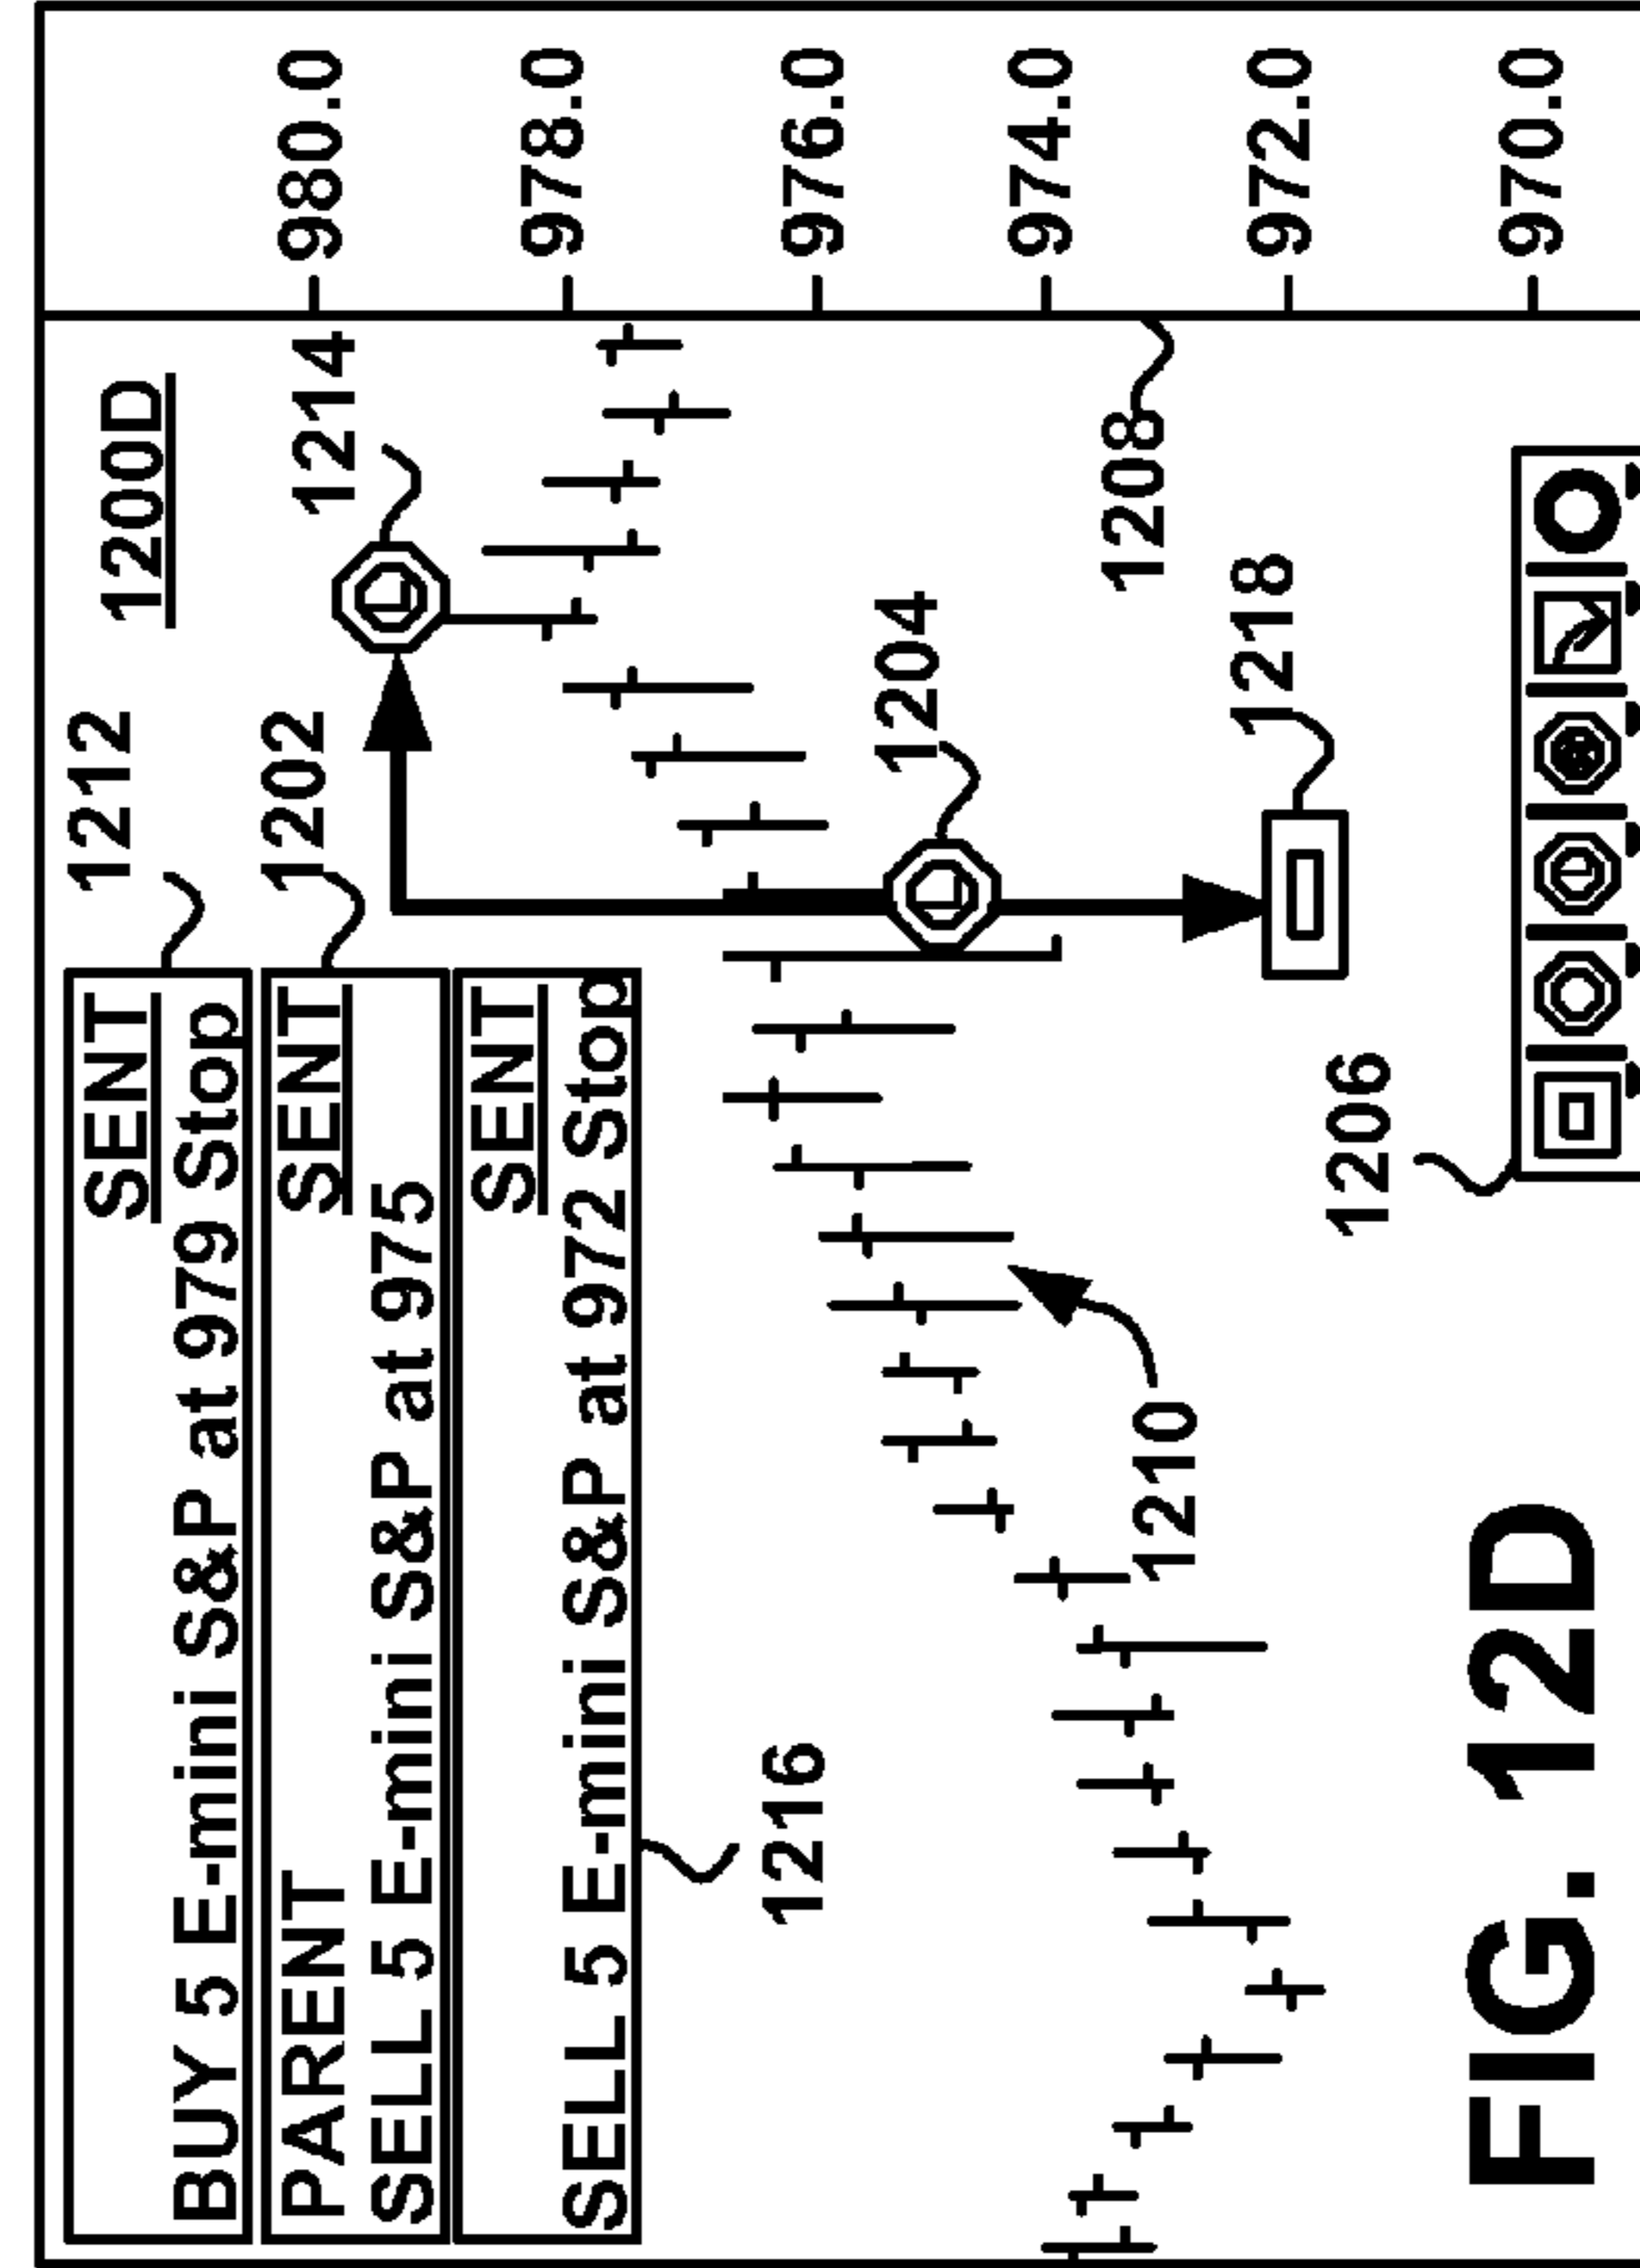 1200D
1212
SENT
BUY 5 E-mini S&P at 979 Stop
1202
PARENT SENT
SELL 5 E-mini S&P at 975
SENT
SELL 5 E-mini S&P at 972 Stop
1216
1214
1204
1208
1210
1218
1206
980.0
978.0
976.0
974.0
972.0
970.0
FIG. 12D